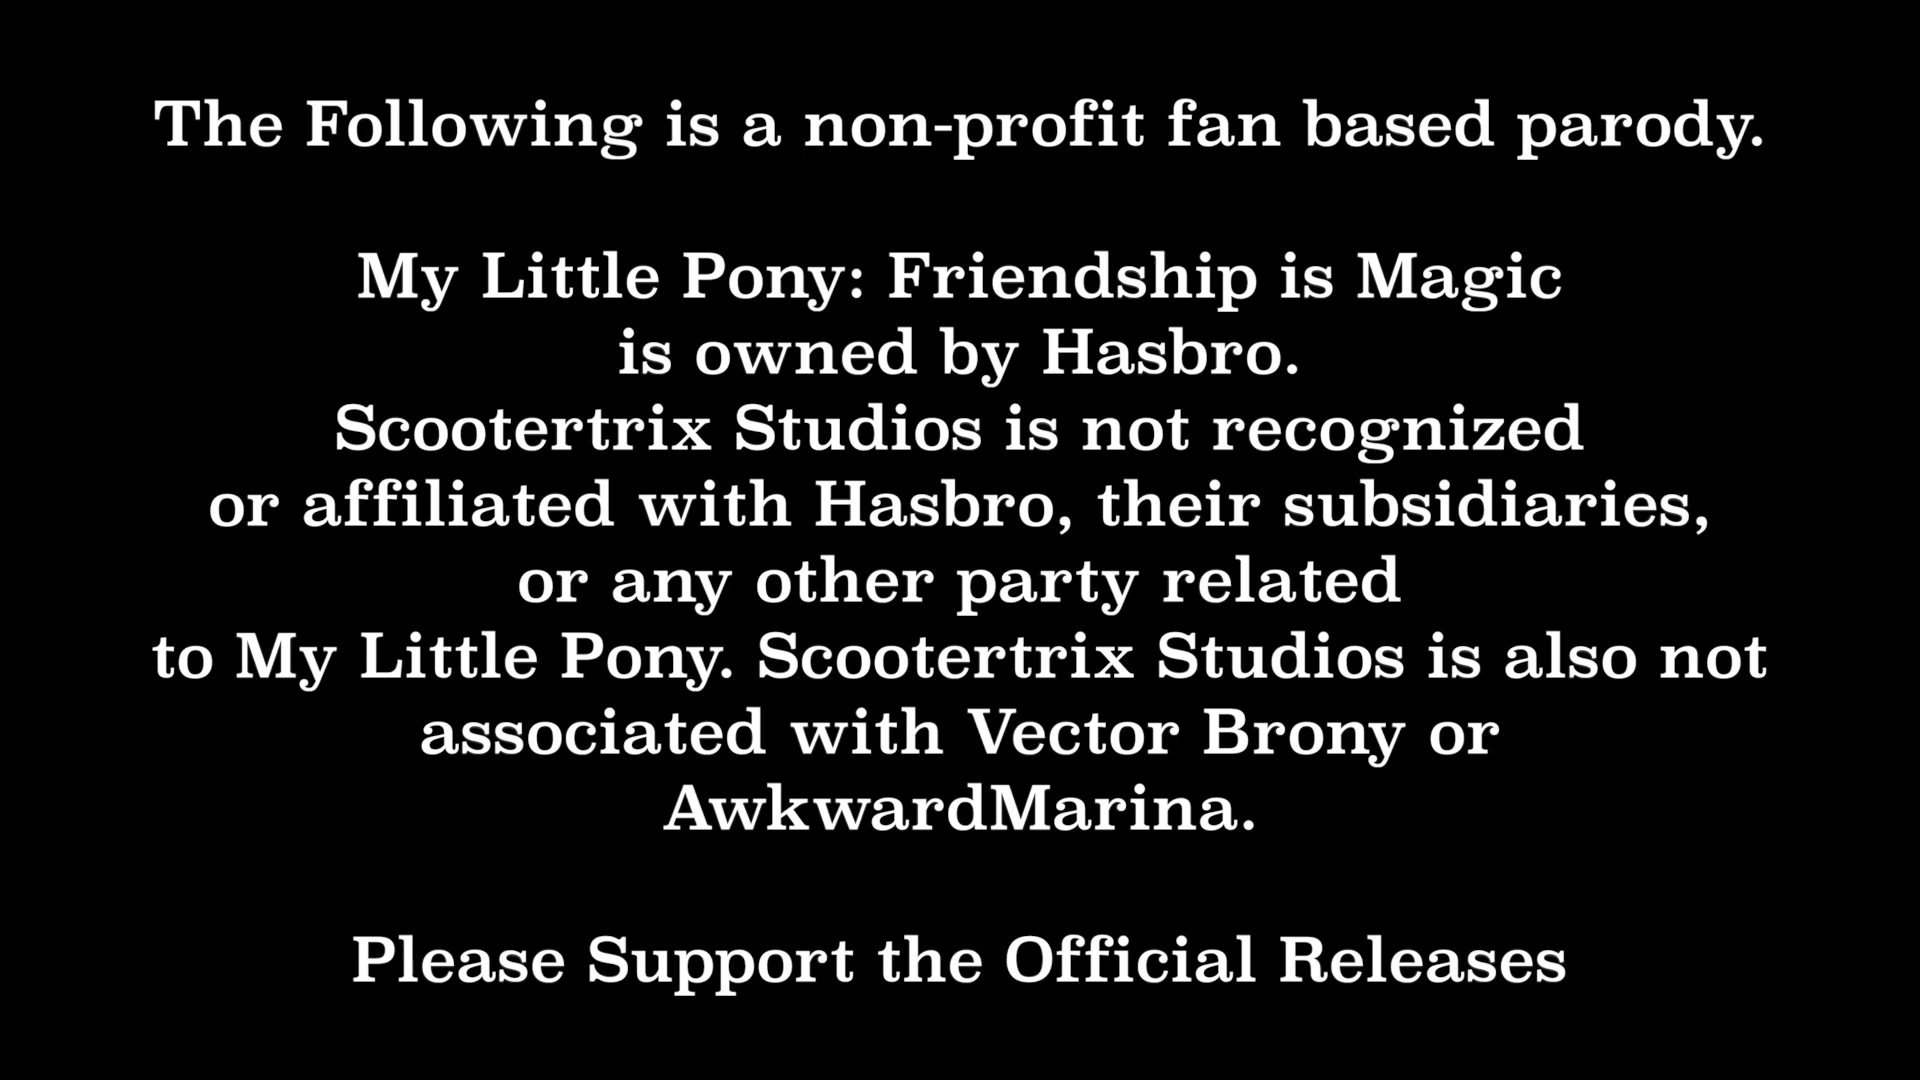 The Following is a non-profit fan based parody.
My Little Pony: Friendship is Magic
is owned by Hasbro.
Scootertrix Studios is not recognized
or affiliated with Hasbro, their subsidiaries,
or any other party related
to My Little Pony. Scootertrix Studios is also not
associated with Vector Brony or
AwkwardMarina.
Please Support the Official Releases